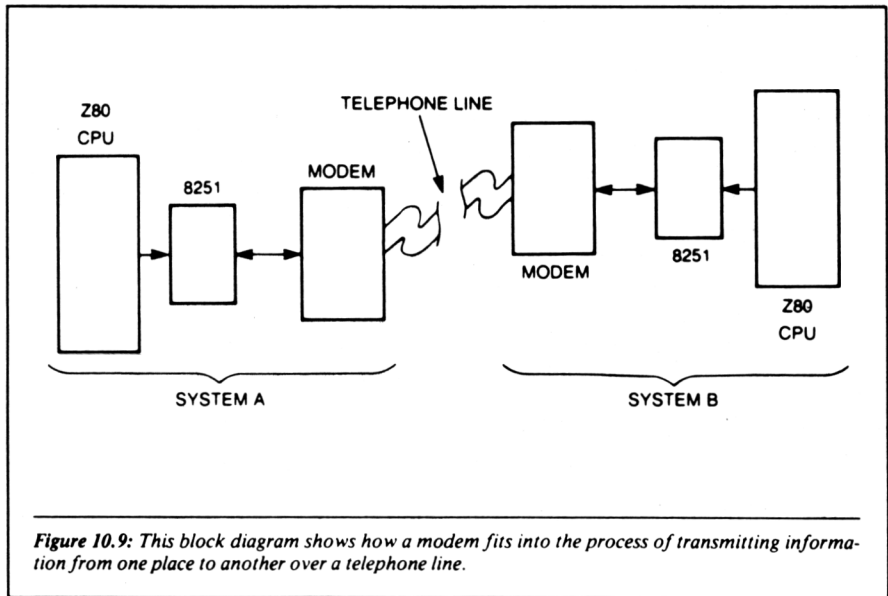 TELEPHONE LINE
Z80
CPU
8251
MODEM
MODEM
8251
Z80
CPU
SYSTEM A
SYSTEM B
Figure 10.9: This block diagram shows how a modem fits into the process of transmitting informa-
tion from one place to another over a telephone line.